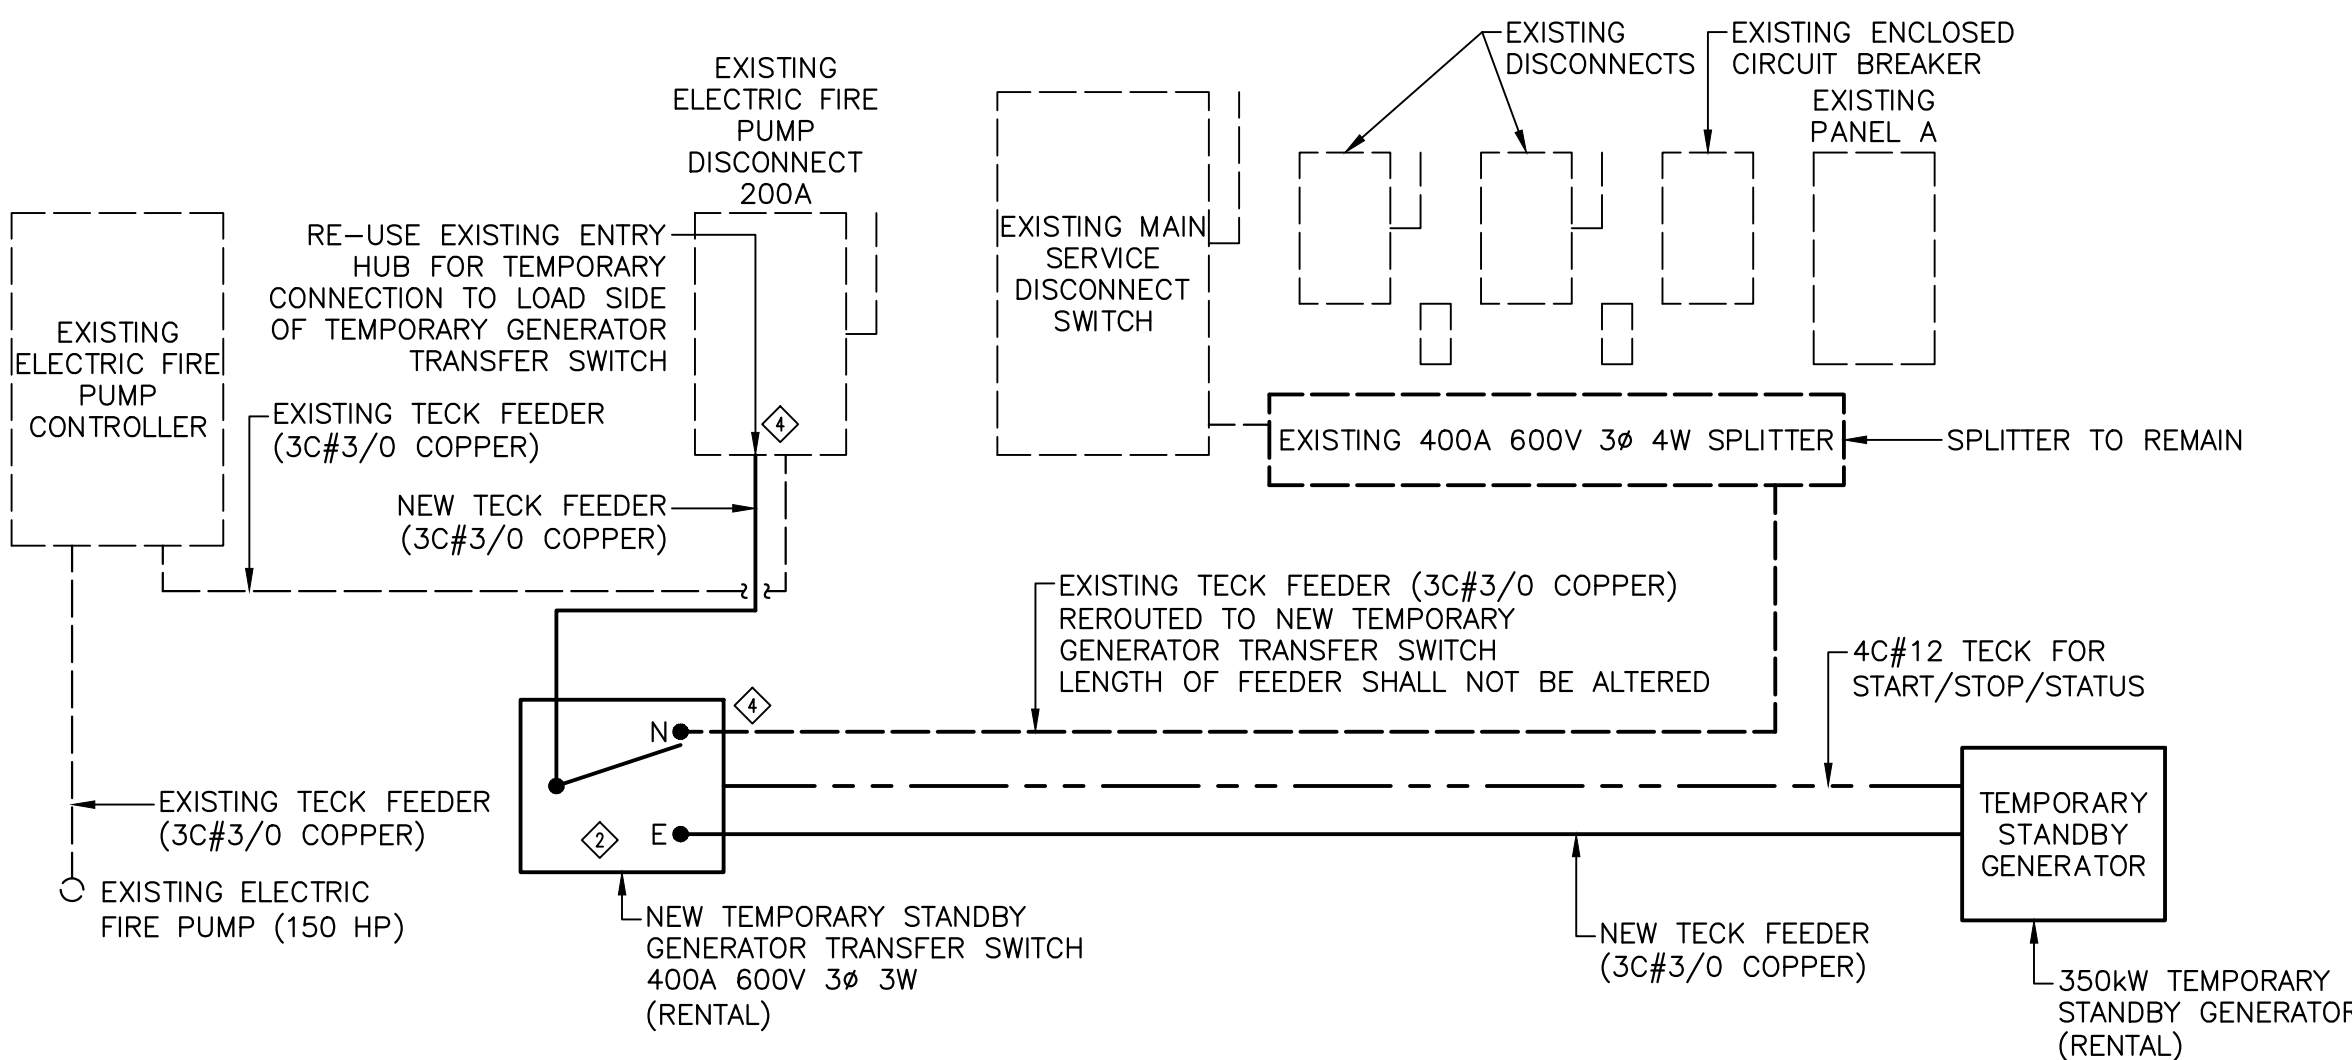 EXISTING
DISCONNECTS
EXISTING ENCLOSED
CIRCUIT BREAKER
EXISTING
PANEL A
EXISTING
ELECTRIC FIRE
PUMP
DISCONNECT
200A
RE-USE EXISTING ENTRY
HUB FOR TEMPORARY
CONNECTION TO LOAD SIDE
OF TEMPORARY GENERATOR
TRANSFER SWITCH
EXISTING MAIN
SERVICE
DISCONNECT
SWITCH
EXISTING
ELECTRIC FIRE
PUMP
CONTROLLER
EXISTING TECK FEEDER
(3C#3/0 COPPER)
4
EXISTING 400A 600V 3ø 4W SPLITTER
SPLITTER TO REMAIN
NEW TECK FEEDER
(3C#3/0 COPPER)
EXISTING TECK FEEDER (3C#3/0 COPPER)
REROUTED TO NEW TEMPORARY
GENERATOR TRANSFER SWITCH
LENGTH OF FEEDER SHALL NOT BE ALTERED
4C#12 TECK FOR
START/STOP/STATUS
4
N
E
2
TEMPORARY
STANDBY
GENERATOR
EXISTING TECK FEEDER
(3C#3/0 COPPER)
EXISTING ELECTRIC
FIRE PUMP (150 HP)
NEW TEMPORARY STANDBY
GENERATOR TRANSFER SWITCH
400A 600V 3ø 3W
(RENTAL)
NEW TECK FEEDER
(3C#3/0 COPPER)
350kW TEMPORARY
STANDBY GENERATOR
(RENTAL)